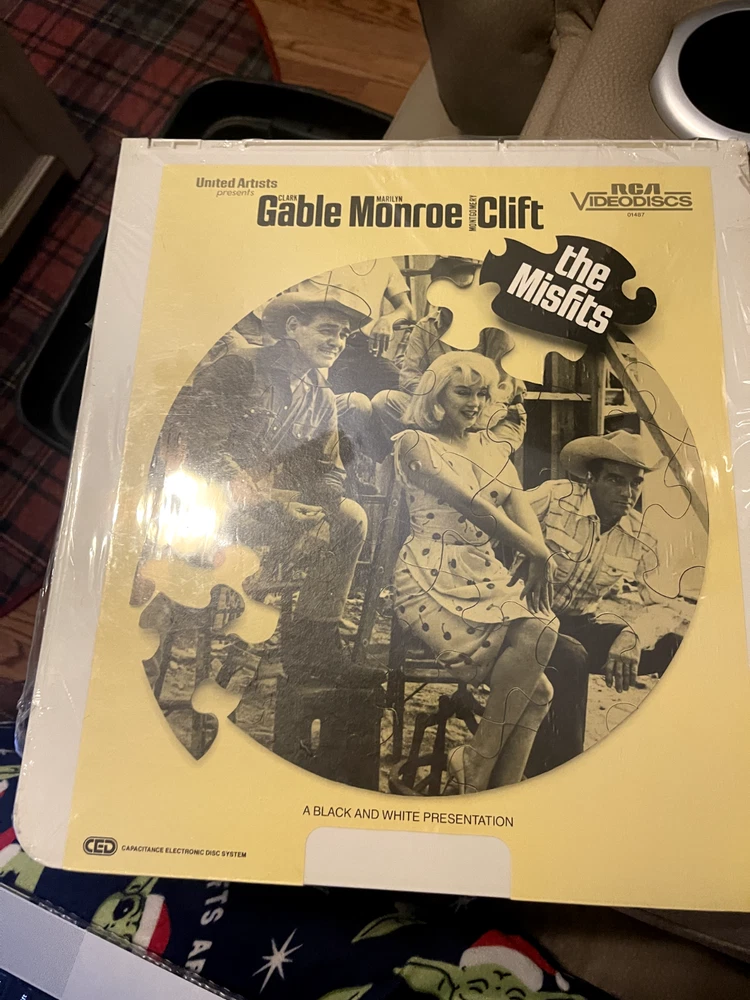 United Artists
presents
CLARK
Gable
MARILYN
Monroe
MONTGOMERY
Clift
RCA
VIDEODISCS
01467
the
Misfits
A BLACK AND WHITE PRESENTATION
CED CAPACITANCE ELECTRONIC DISC SYSTEM